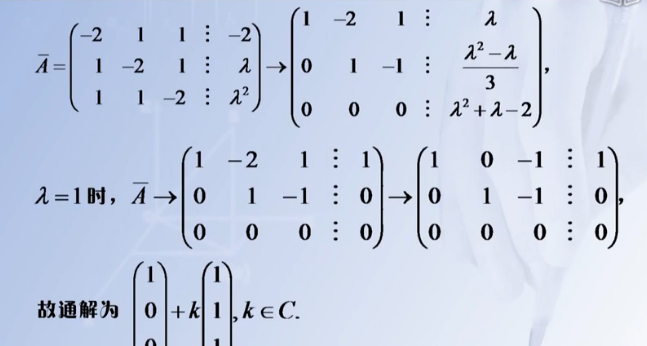 Ā = ( -2 1 1 ⋮ -2 ; 1 -2 1 ⋮ λ ; 1 1 -2 ⋮ λ² ) → ( 1 -2 1 ⋮ λ ; 0 1 -1 ⋮ (λ²-λ)/3 ; 0 0 0 ⋮ λ²+λ-2 ),
λ=1时, Ā → ( 1 -2 1 ⋮ 1 ; 0 1 -1 ⋮ 0 ; 0 0 0 ⋮ 0 ) → ( 1 0 -1 ⋮ 1 ; 0 1 -1 ⋮ 0 ; 0 0 0 ⋮ 0 ),
故通解为 ( 1 ; 0 ; 0 ) + k ( 1 ; 1 ; 1 ), k∈C.